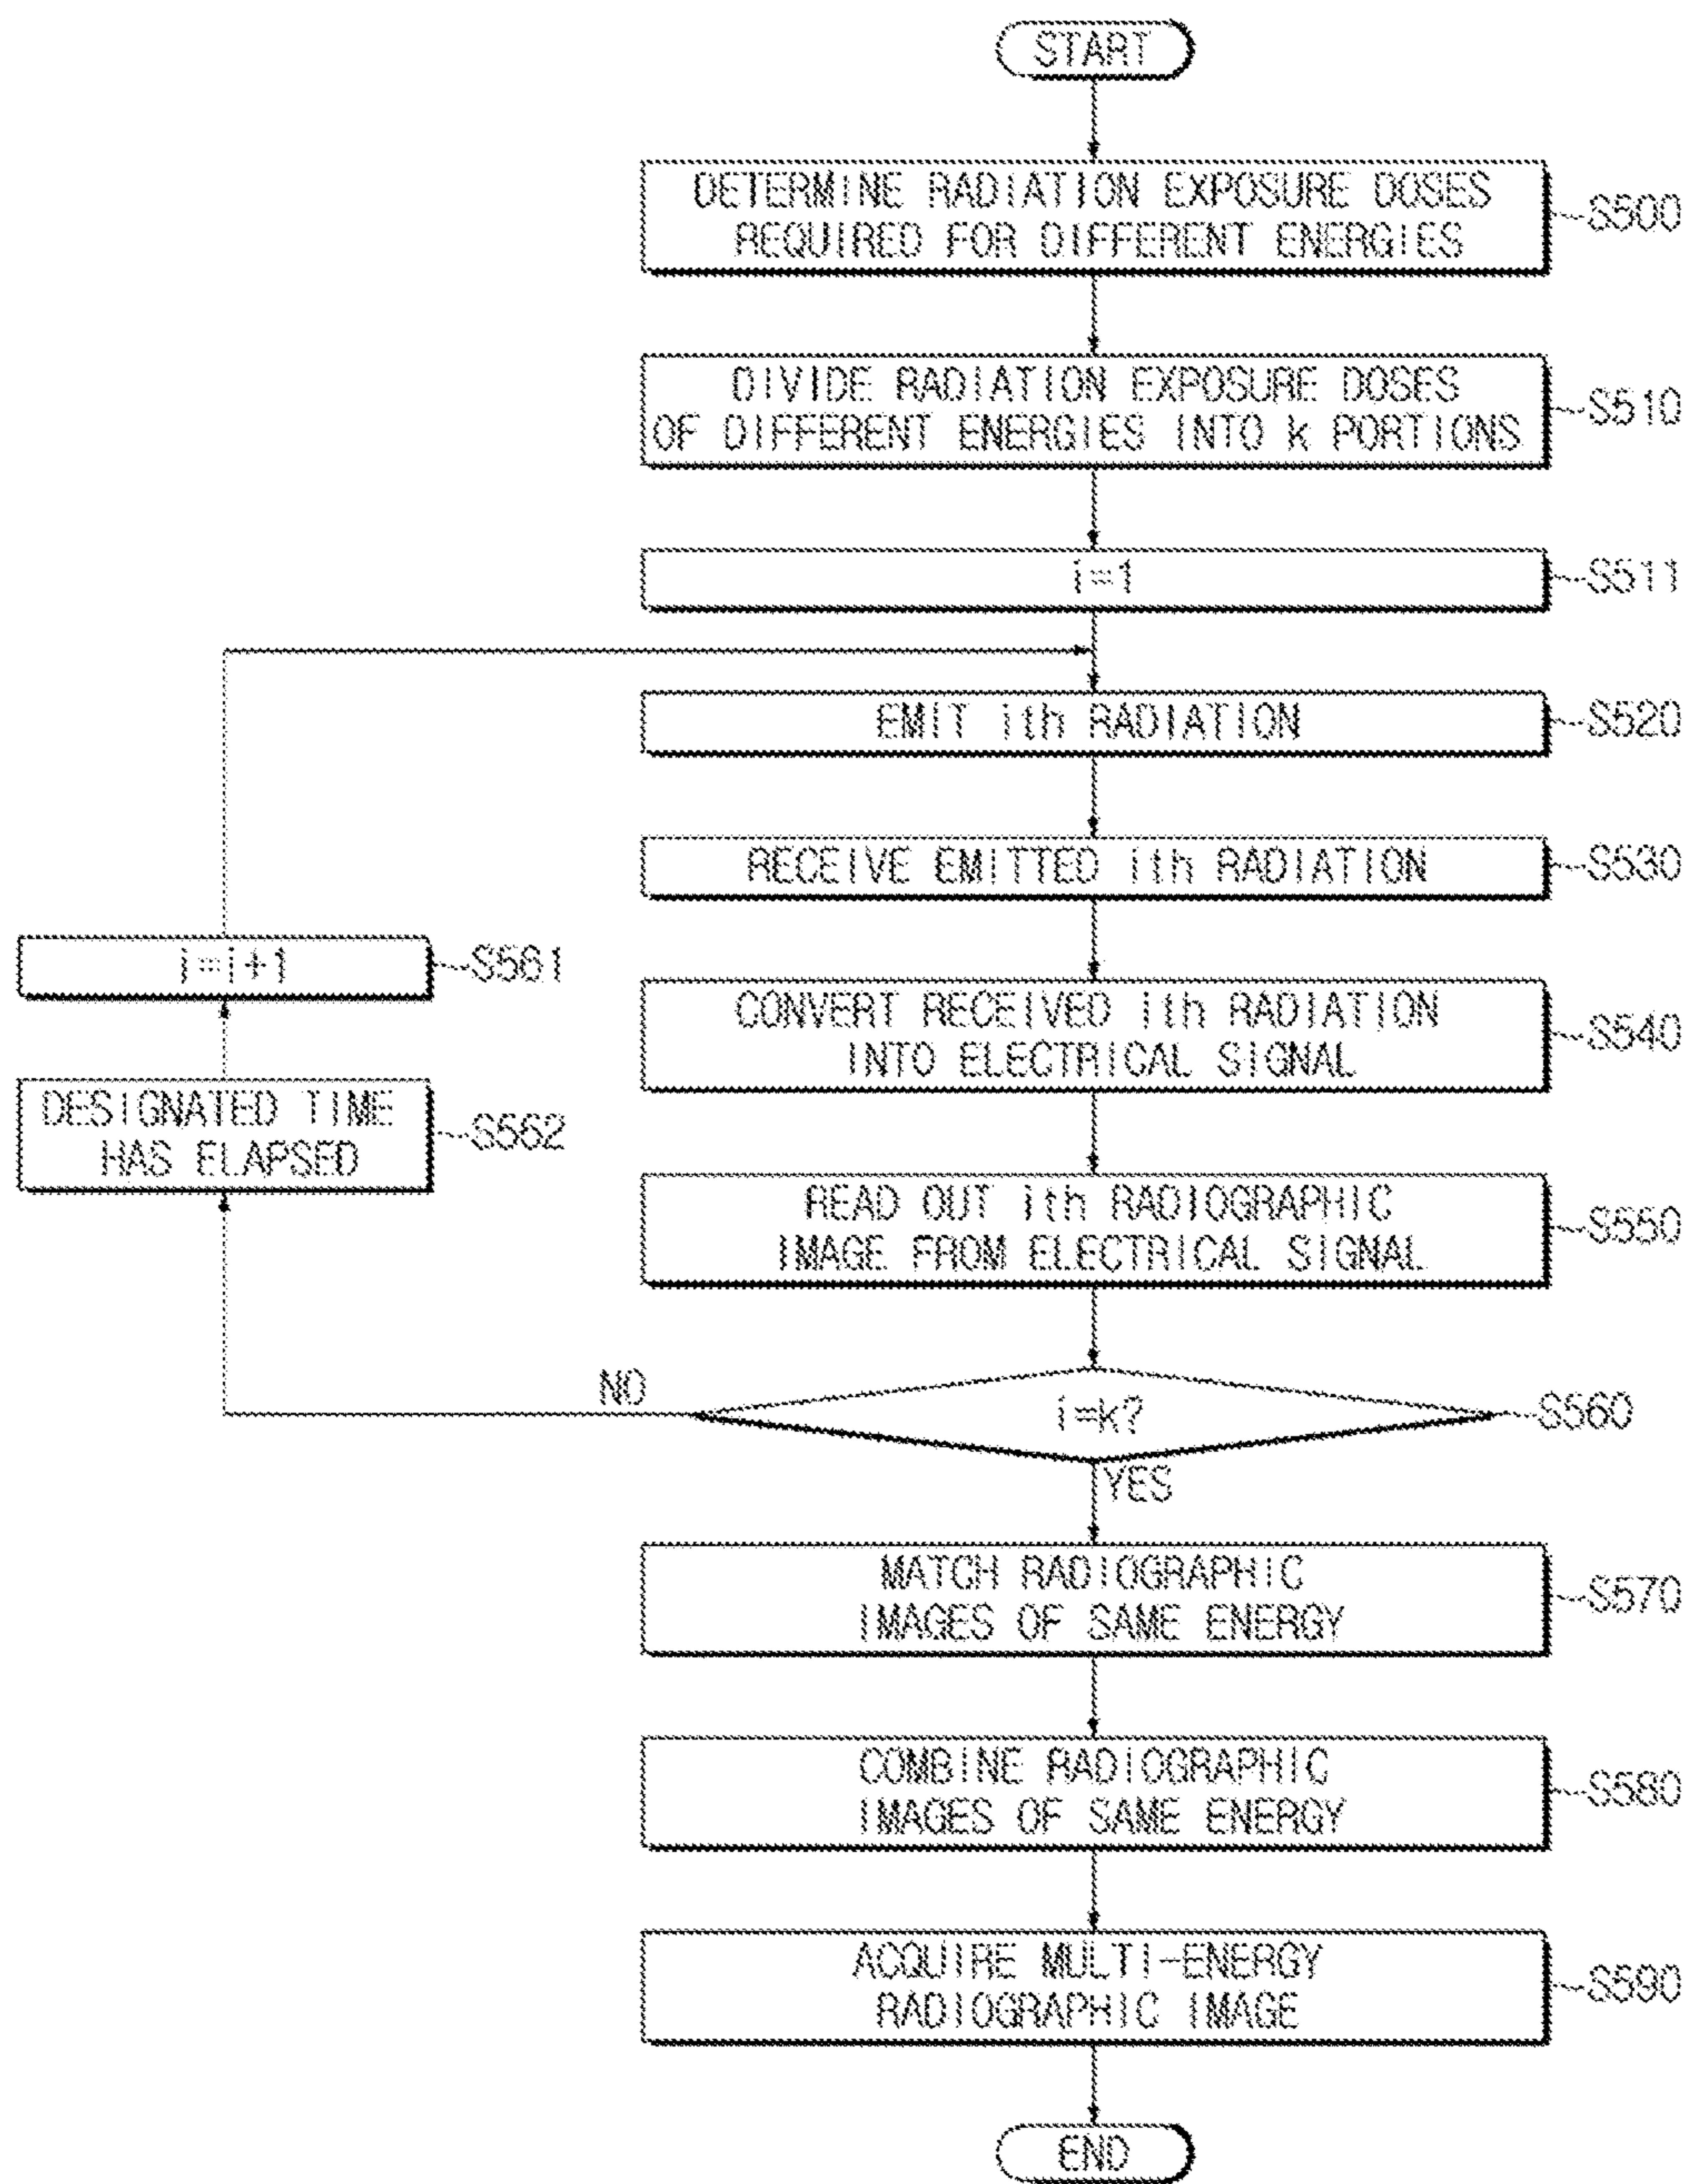 START
DETERMINE RADIATION EXPOSURE DOSES
REQUIRED FOR DIFFERENT ENERGIES
S500
DIVIDE RADIATION EXPOSURE DOSES
OF DIFFERENT ENERGIES INTO k PORTIONS
S510
i=1
S511
EMIT ith RADIATION
S520
RECEIVE EMITTED ith RADIATION
S530
i=i+1
S561
CONVERT RECEIVED ith RADIATION
INTO ELECTRICAL SIGNAL
S540
DESIGNATED TIME
HAS ELAPSED
S562
READ OUT ith RADIOGRAPHIC
IMAGE FROM ELECTRICAL SIGNAL
S550
NO
i=k?
S560
YES
MATCH RADIOGRAPHIC
IMAGES OF SAME ENERGY
S570
COMBINE RADIOGRAPHIC
IMAGES OF SAME ENERGY
S580
ACQUIRE MULTI-ENERGY
RADIOGRAPHIC IMAGE
S590
END